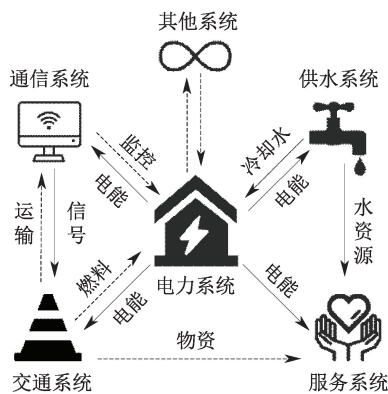 其他系统
通信系统
供水系统
监控
电能
冷却水
电能
运输
信号
水资源
燃料
电能
电力系统
电能
物资
交通系统
服务系统